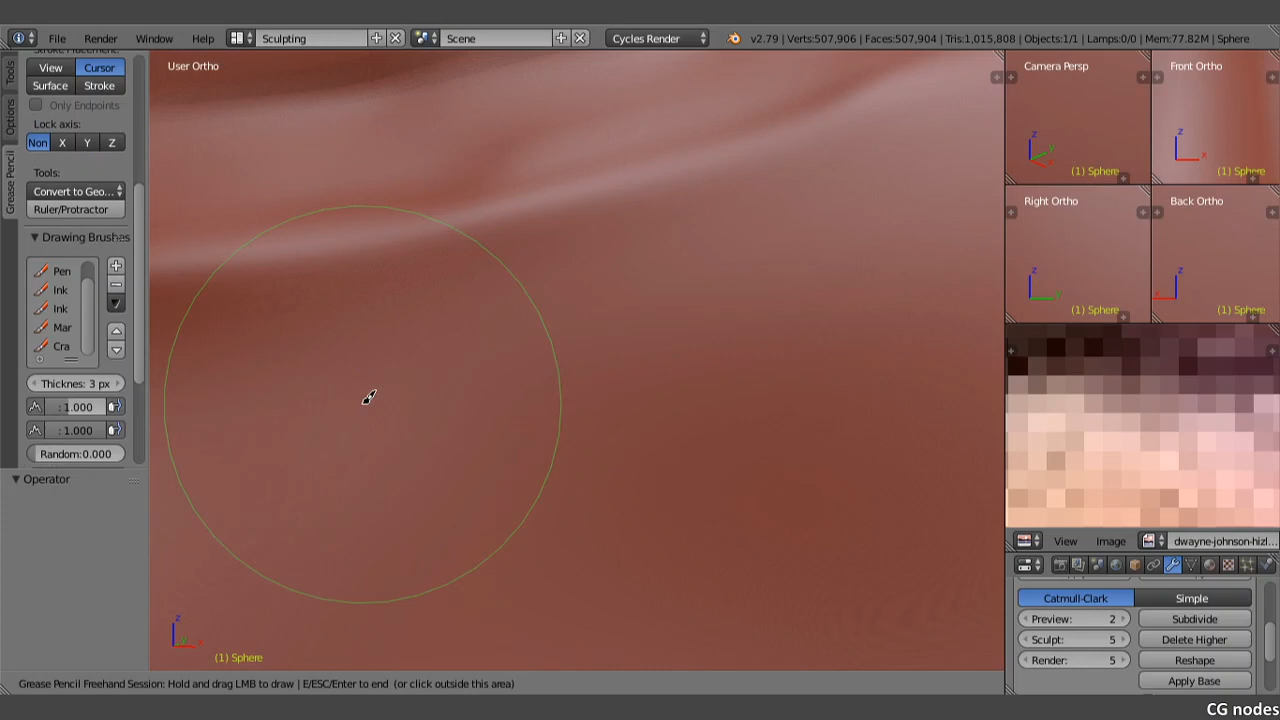 File Render Window Help Sculpting Scene Cycles Render v2.79 | Verts:507,906 | Faces:507,904 | Tris:1,015,808 | Objects:1/1 | Lamps:0/0 | Mem:77.82M | Sphere
View Cursor
Surface Stroke
Only Endpoints
Lock axis:
Non X Y Z
Tools:
Convert to Geo...
Ruler/Protractor
Drawing Brushes
Pen
Ink
Ink
Mar
Cra
Thicknes: 3 px
: 1.000
: 1.000
Random:0.000
Operator
Tools
Options
Grease Pencil
User Ortho
z
y x
(1) Sphere
Camera Persp
z
y
x
(1) Sphere
Front Ortho
z
x
(1) Sphere
Right Ortho
z
y
(1) Sphere
Back Ortho
z
x
(1) Sphere
View Image dwayne-johnson-hizl...
Catmull-Clark Simple
Preview: 2 Subdivide
Sculpt: 5 Delete Higher
Render: 5 Reshape
Apply Base
Grease Pencil Freehand Session: Hold and drag LMB to draw | E/ESC/Enter to end (or click outside this area)
CG nodes